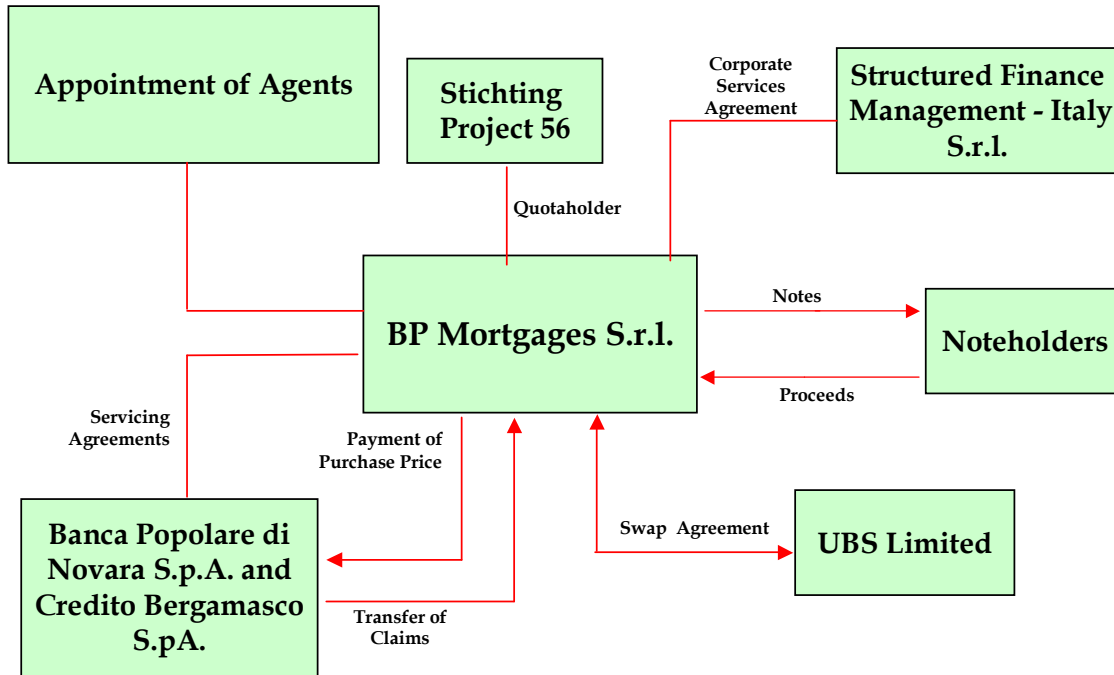 Appointment of Agents
Stichting
Project 56
Corporate
Services
Agreement
Structured Finance
Management - Italy
S.r.l.
Quotaholder
BP Mortgages S.r.l.
Notes
Noteholders
Proceeds
Servicing
Agreements
Payment of
Purchase Price
Banca Popolare di
Novara S.p.A. and
Credito Bergamasco
S.pA.
Transfer of
Claims
Swap Agreement
UBS Limited